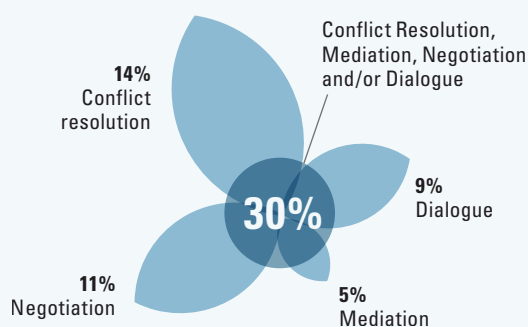 Conflict Resolution,
Mediation, Negotiation
and/or Dialogue
14%
Conflict
resolution
30%
9%
Dialogue
11%
Negotiation
5%
Mediation